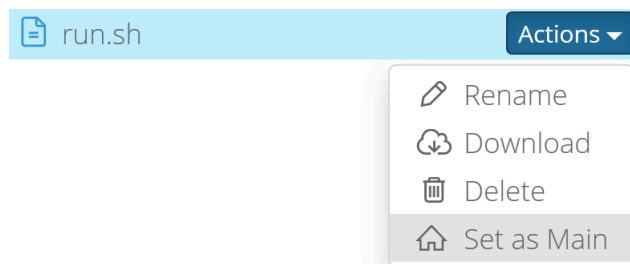 run.sh Actions
Rename
Download
Delete
Set as Main